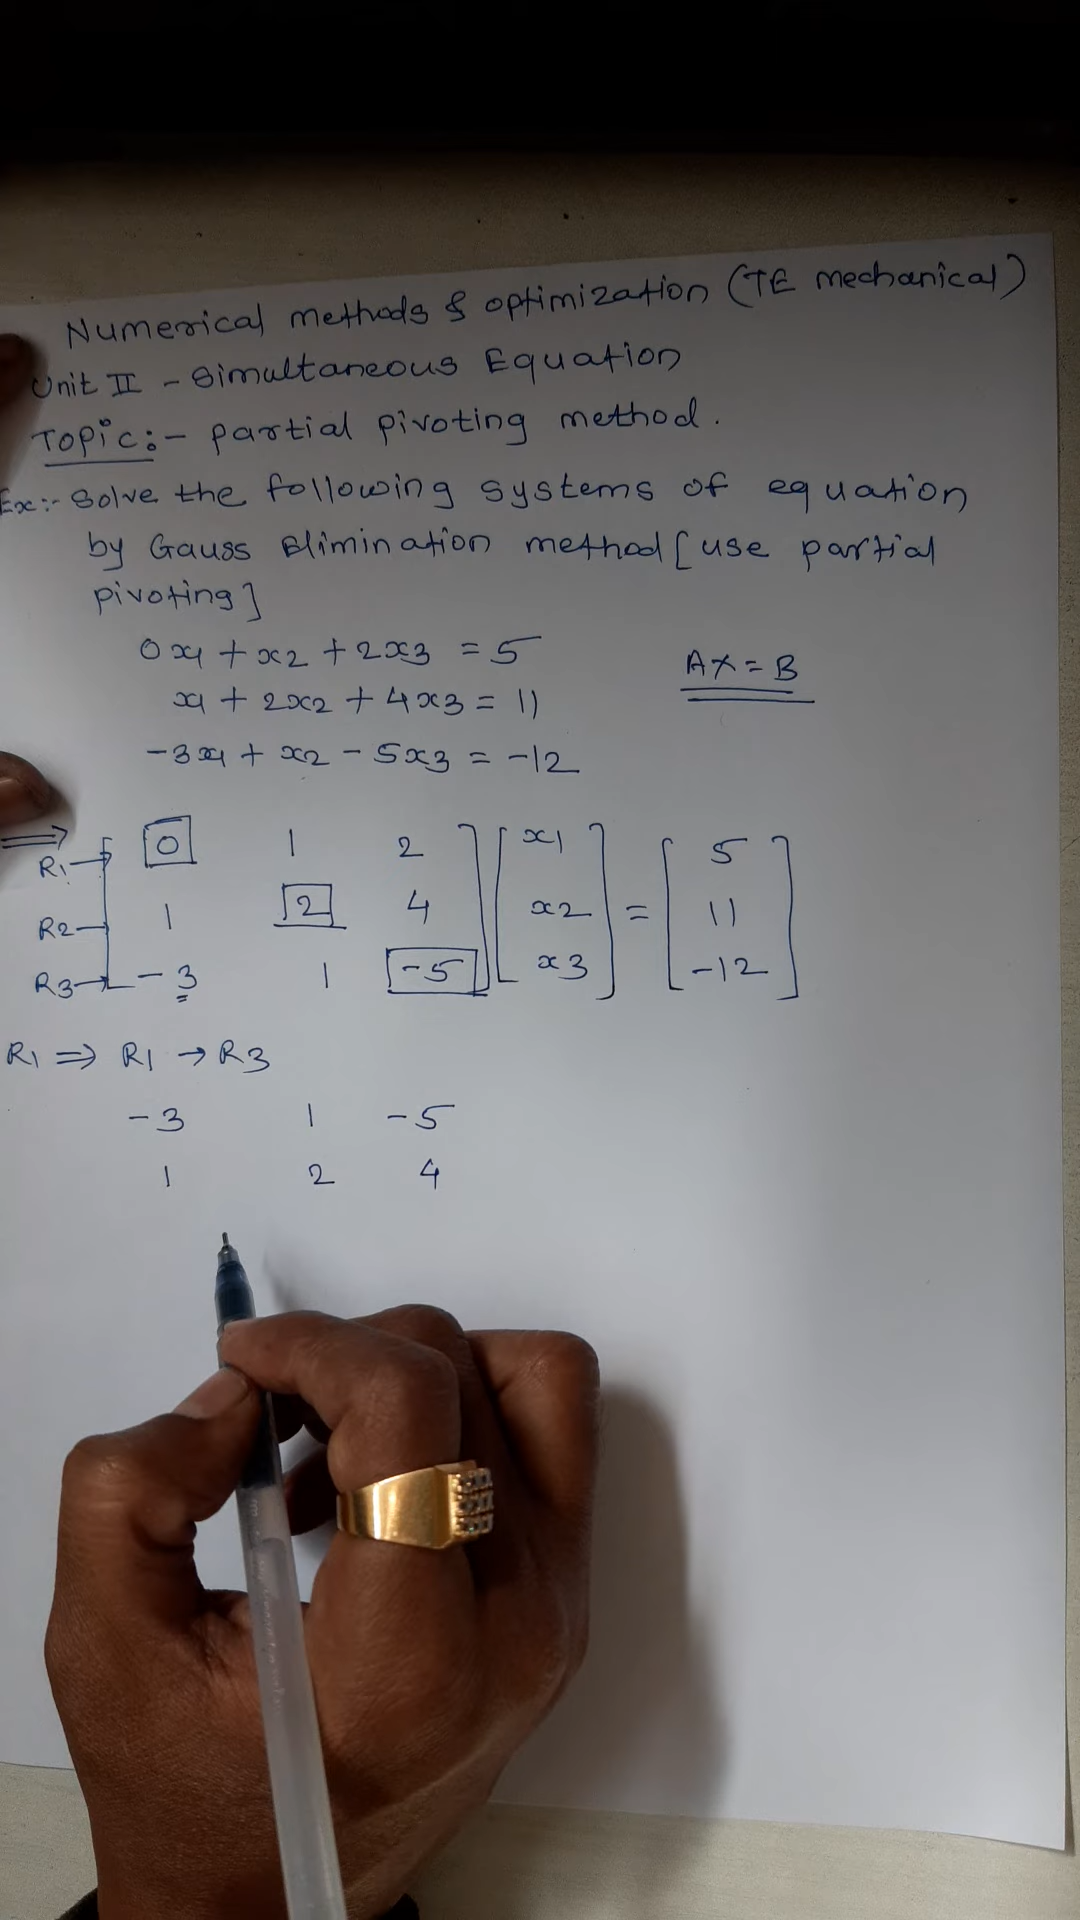 Numerical methods & optimization (TE mechanical)
Unit II - Simultaneous Equation
Topic:- partial pivoting method.
Ex:- Solve the following systems of equation
by Gauss Elimination method [use partial
pivoting]
0x1 + x2 + 2x3 = 5
AX = B
x1 + 2x2 + 4x3 = 11
-3x1 + x2 - 5x3 = -12
⇒
R1→ [ 0 1 2 ] [ x1 ] = [ 5 ]
R2→ [ 1 2 4 ] [ x2 ] = [ 11 ]
R3→ [ -3 1 -5 ] [ x3 ] = [ -12 ]
R1 ⇒ R1 → R3
-3 1 -5
1 2 4